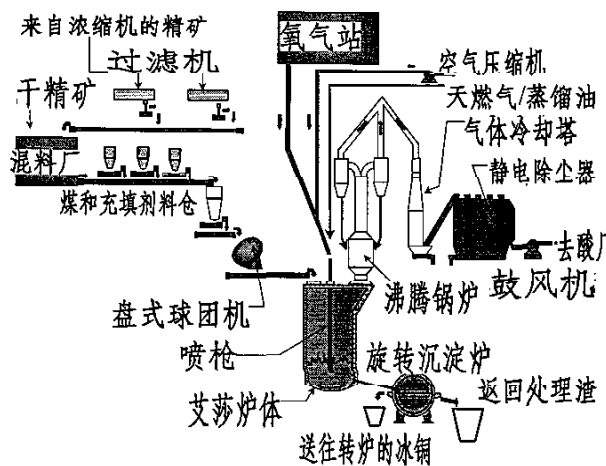 来自浓缩机的精矿
过滤机
干精矿
混料厂
煤和充填剂料仓
氧气站
空气压缩机
天燃气/蒸馏油
气体冷却塔
静电除尘器
去酸厂
鼓风机
沸腾锅炉
盘式球团机
喷枪
艾莎炉体
旋转沉淀炉
返回处理渣
送往转炉的冰铜